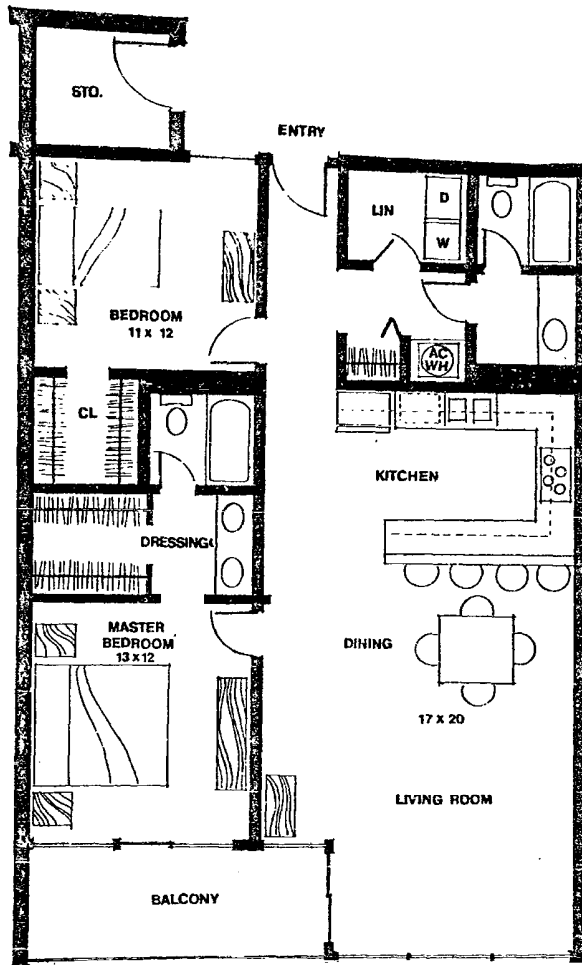 STO.
ENTRY
LIN
D
W
BEDROOM
11 x 12
AC
WH
CL
KITCHEN
DRESSING
MASTER
BEDROOM
13 x 12
DINING
17 X 20
LIVING ROOM
BALCONY